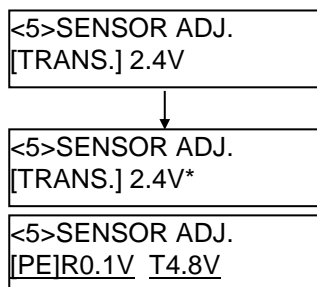 <5>SENSOR ADJ.
[TRANS.] 2.4V
<5>SENSOR ADJ.
[TRANS.] 2.4V*
<5>SENSOR ADJ.
[PE]R0.1V T4.8V